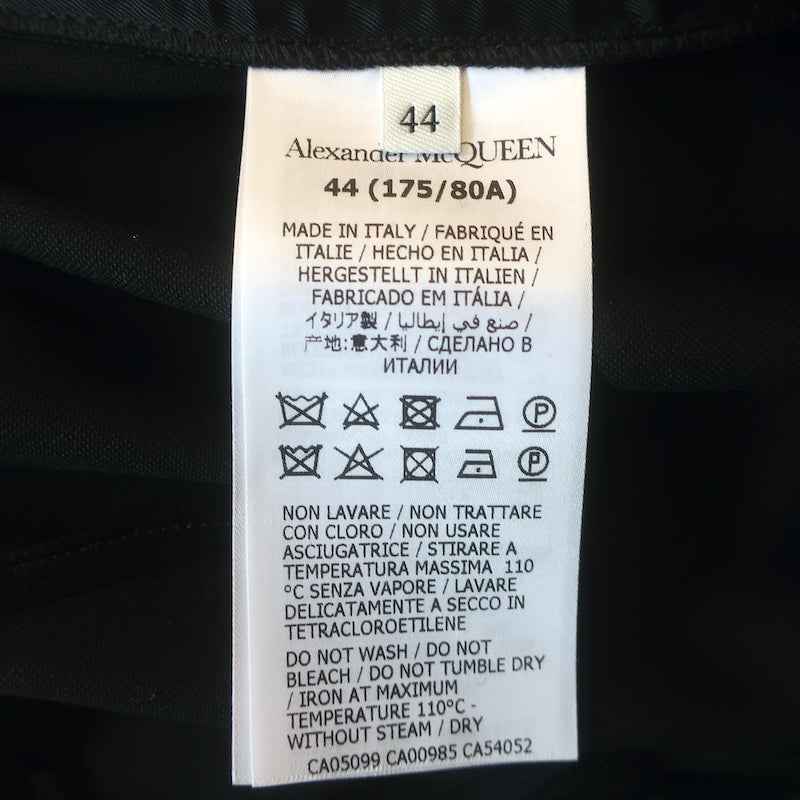 44
Alexander McQUEEN
44 (175/80A)
MADE IN ITALY / FABRIQUÉ EN
ITALIE / HECHO EN ITALIA /
HERGESTELLT IN ITALIEN /
FABRICADO EM ITÁLIA /
イタリア製 / صنع في إيطاليا /
产地:意大利 / СДЕЛАНО В
ИТАЛИИ
P
P
NON LAVARE / NON TRATTARE
CON CLORO / NON USARE
ASCIUGATRICE / STIRARE A
TEMPERATURA MASSIMA 110
°C SENZA VAPORE / LAVARE
DELICATAMENTE A SECCO IN
TETRACLOROETILENE
DO NOT WASH / DO NOT
BLEACH / DO NOT TUMBLE DRY
/ IRON AT MAXIMUM
TEMPERATURE 110°C -
WITHOUT STEAM / DRY
CA05099 CA00985 CA54052